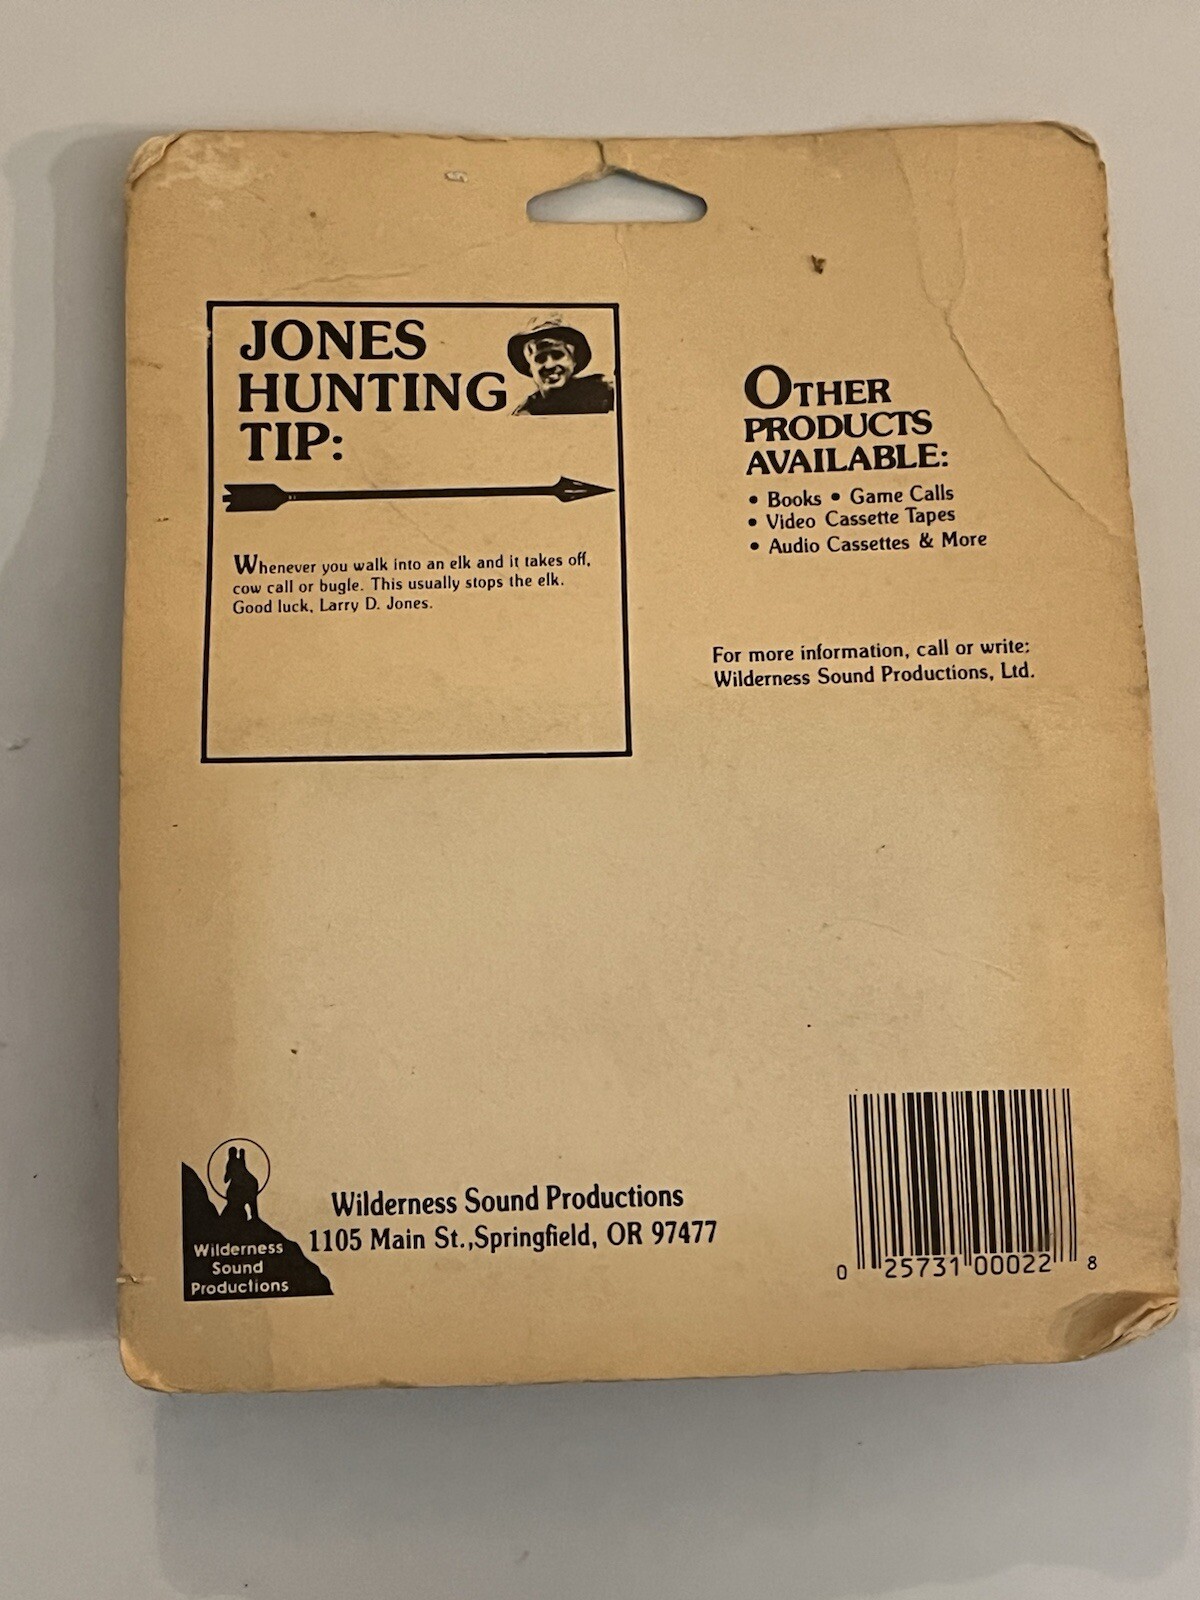 JONES
HUNTING
TIP:
Whenever you walk into an elk and it takes off,
cow call or bugle. This usually stops the elk.
Good luck, Larry D. Jones.
OTHER
PRODUCTS
AVAILABLE:
• Books • Game Calls
• Video Cassette Tapes
• Audio Cassettes & More
For more information, call or write:
Wilderness Sound Productions, Ltd.
Wilderness
Sound
Productions
Wilderness Sound Productions
1105 Main St.,Springfield, OR 97477
0 25731 00022 8